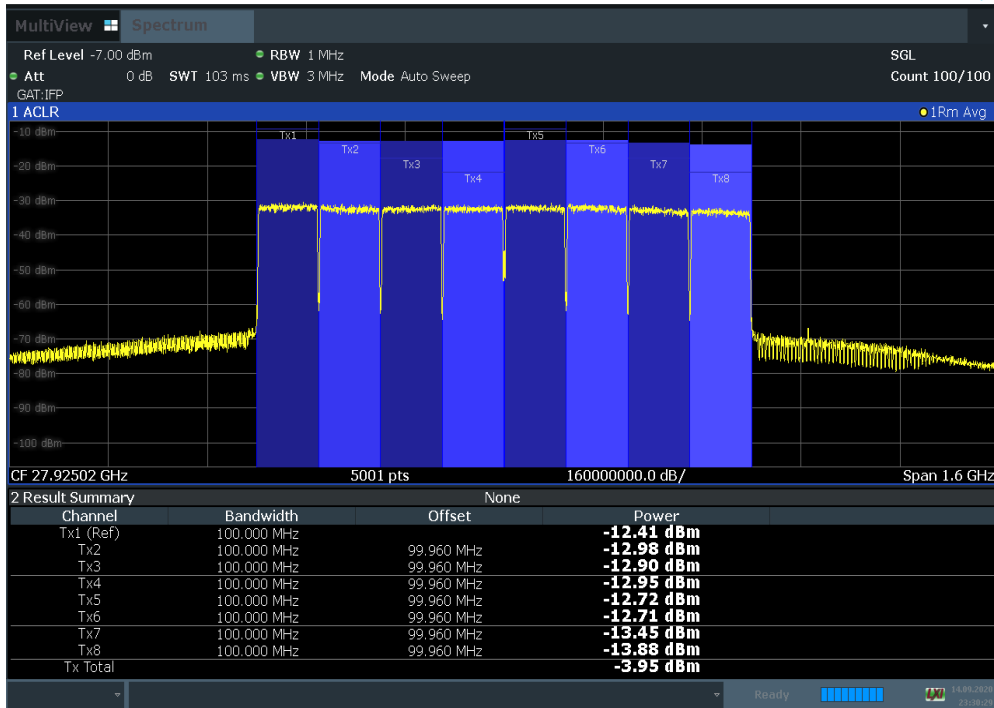 MultiView Spectrum
Ref Level -7.00 dBm RBW 1 MHz SGL
Att 0 dB SWT 103 ms VBW 3 MHz Mode Auto Sweep Count 100/100
GAT:IFP
1 ACLR 1Rm Avg
-10 dBm
Tx1 Tx5
Tx2 Tx6
Tx3 Tx7
-20 dBm
Tx4 Tx8
-30 dBm
-40 dBm
-50 dBm
-60 dBm
-70 dBm
-80 dBm
-90 dBm
-100 dBm
CF 27.92502 GHz 5001 pts 160000000.0 dB/ Span 1.6 GHz
2 Result Summary None
Channel Bandwidth Offset Power
Tx1 (Ref) 100.000 MHz -12.41 dBm
Tx2 100.000 MHz 99.960 MHz -12.98 dBm
Tx3 100.000 MHz 99.960 MHz -12.90 dBm
Tx4 100.000 MHz 99.960 MHz -12.95 dBm
Tx5 100.000 MHz 99.960 MHz -12.72 dBm
Tx6 100.000 MHz 99.960 MHz -12.71 dBm
Tx7 100.000 MHz 99.960 MHz -13.45 dBm
Tx8 100.000 MHz 99.960 MHz -13.88 dBm
Tx Total -3.95 dBm
Ready LXI 14.09.2020
23:30:29